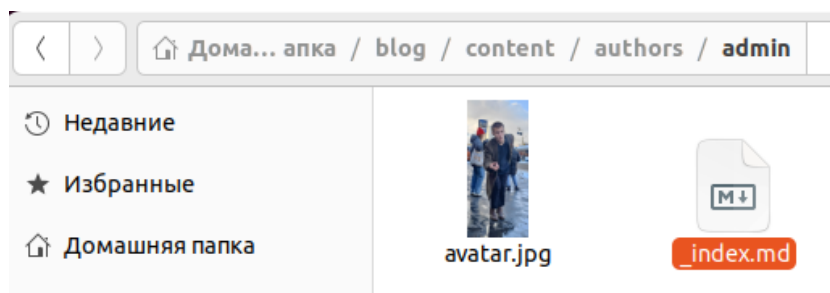 Дома... апка / blog / content / authors / admin
Недавние
Избранные
Домашняя папка
avatar.jpg
M
_index.md